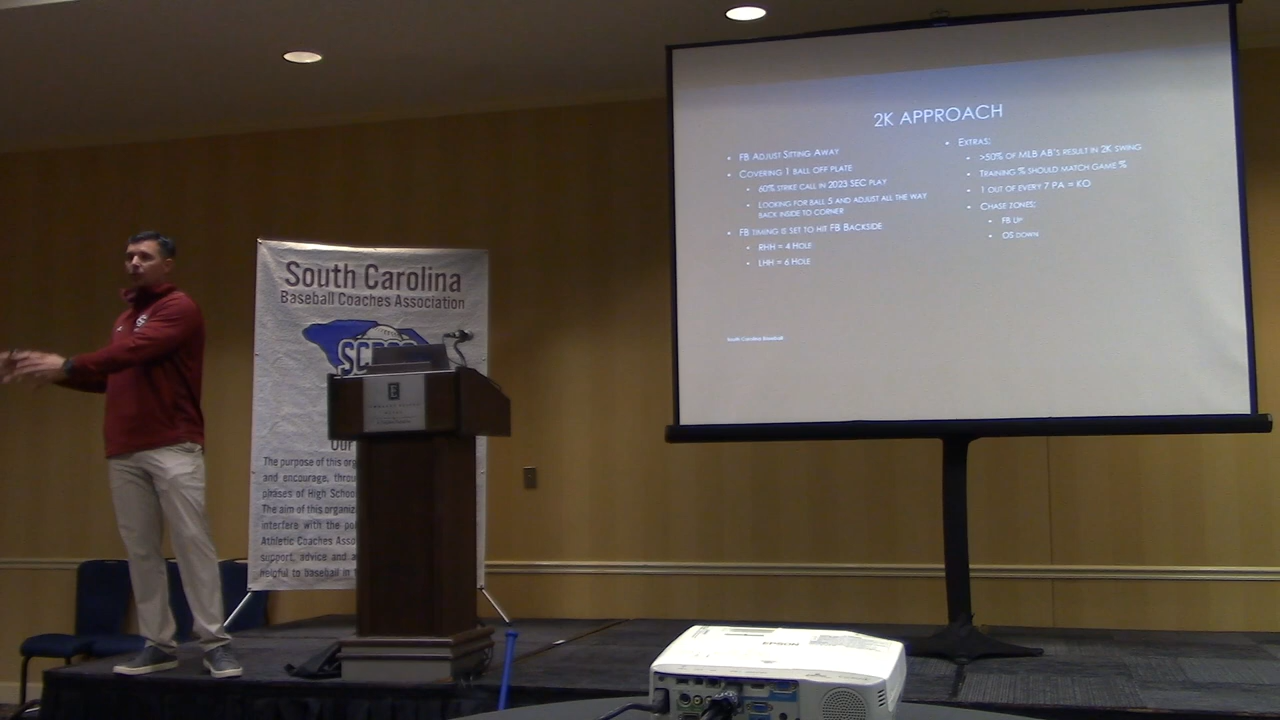 2K APPROACH
FB ADJUST SITTING AWAY
COVERING 1 BALL OFF PLATE
60% STRIKE CALL IN 2023 SEC PLAY
LOOKING FOR BALL 5 AND ADJUST ALL THE WAY
BACK INSIDE TO CORNER
FB TIMING IS SET TO HIT FB BACKSIDE
RHH = 4 HOLE
LHH = 6 HOLE
EXTRAS:
>50% OF MLB AB'S RESULT IN 2K SWING
TRAINING % SHOULD MATCH GAME %
1 OUT OF EVERY 7 PA = KO
CHASE ZONES:
FB UP
OS DOWN
South Carolina Baseball
South Carolina
Baseball Coaches Association
The purpose of this
and encourage,
phases of High
The aim of this
interfere with the
Athletic Coaches
support, advice and
helpful to baseball in
E
EPSON